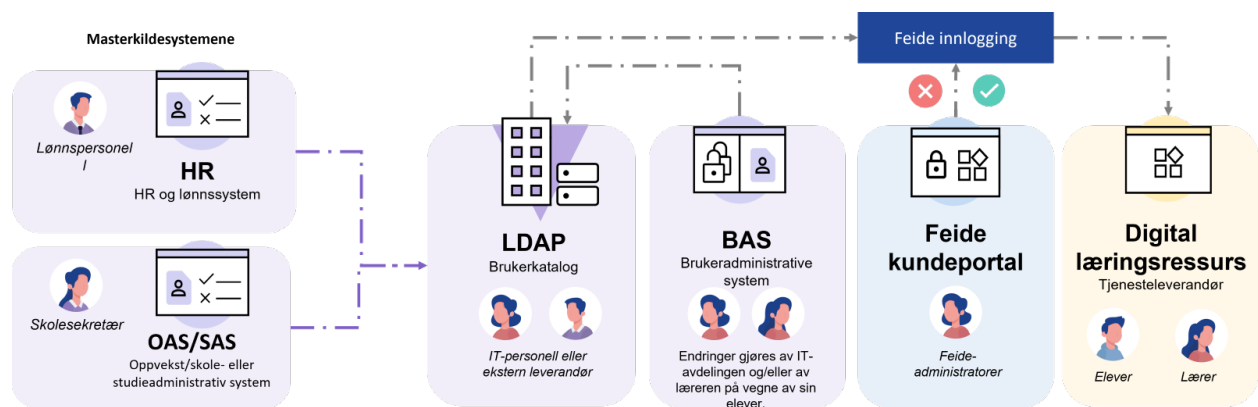 Masterkildesystemene
Lønnspersonel
l
HR
HR og lønnssystem
Skolesekretær
OAS/SAS
Oppvekst/skole- eller
studieadministrativ system
LDAP
Brukerkatalog
IT-personell eller
ekstern leverandør
BAS
Brukeradministrative
system
Endringer gjøres av IT-
avdelingen og/eller av
læreren på vegne av sin
elever.
Feide innlogging
Feide
kundeportal
Feide-
administratorer
Digital
læringsressurs
Tjenesteleverandør
Elever
Lærer